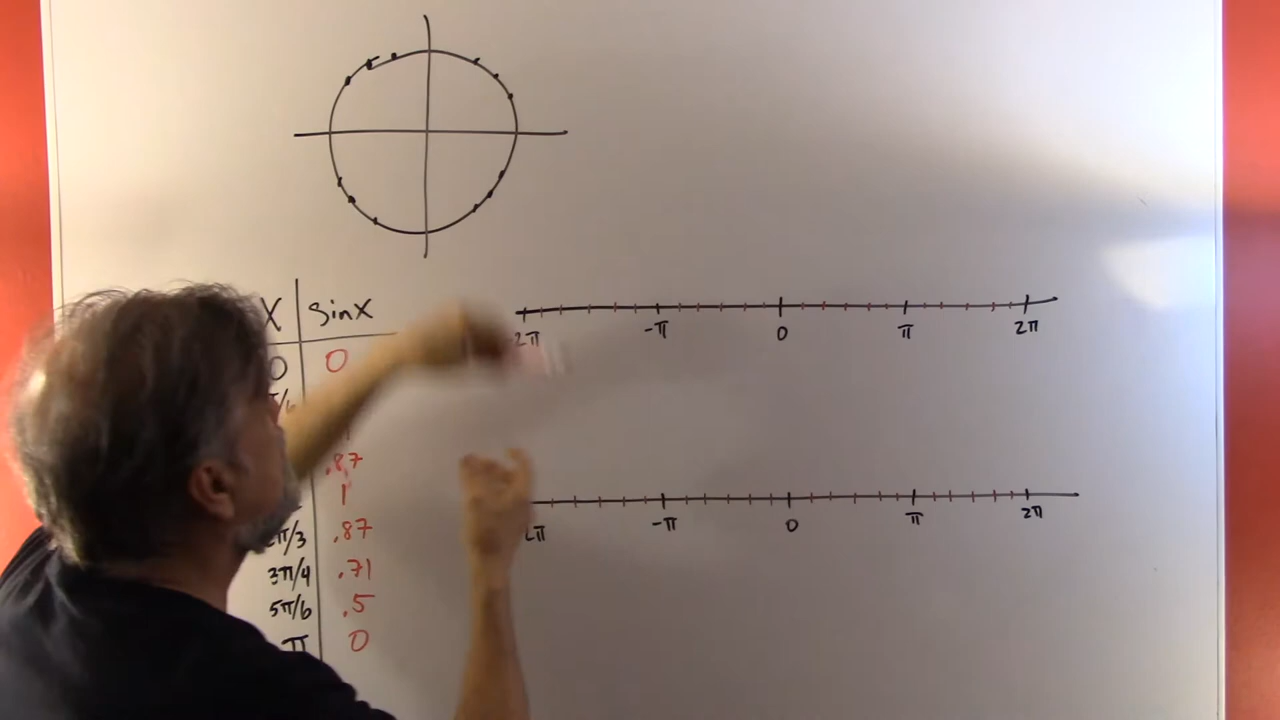 X sinX
0 0
.87
1
2π/3 .87
3π/4 .71
5π/6 .5
π 0
-2π -π 0 π 2π
2π -π 0 π 2π